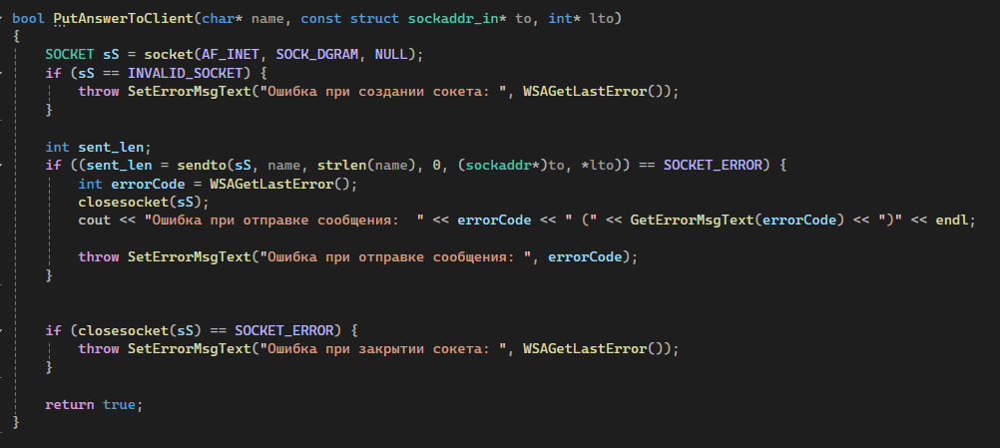 bool PutAnswerToClient(char* name, const struct sockaddr_in* to, int* lto)
{
SOCKET sS = socket(AF_INET, SOCK_DGRAM, NULL);
if (sS == INVALID_SOCKET) {
throw SetErrorMsgText("Ошибка при создании сокета: ", WSAGetLastError());
}
int sent_len;
if ((sent_len = sendto(sS, name, strlen(name), 0, (sockaddr*)to, *lto)) == SOCKET_ERROR) {
int errorCode = WSAGetLastError();
closesocket(sS);
cout << "Ошибка при отправке сообщения:  " << errorCode << " (" << GetErrorMsgText(errorCode) << ")" << endl;
throw SetErrorMsgText("Ошибка при отправке сообщения: ", errorCode);
}
if (closesocket(sS) == SOCKET_ERROR) {
throw SetErrorMsgText("Ошибка при закрытии сокета: ", WSAGetLastError());
}
return true;
}